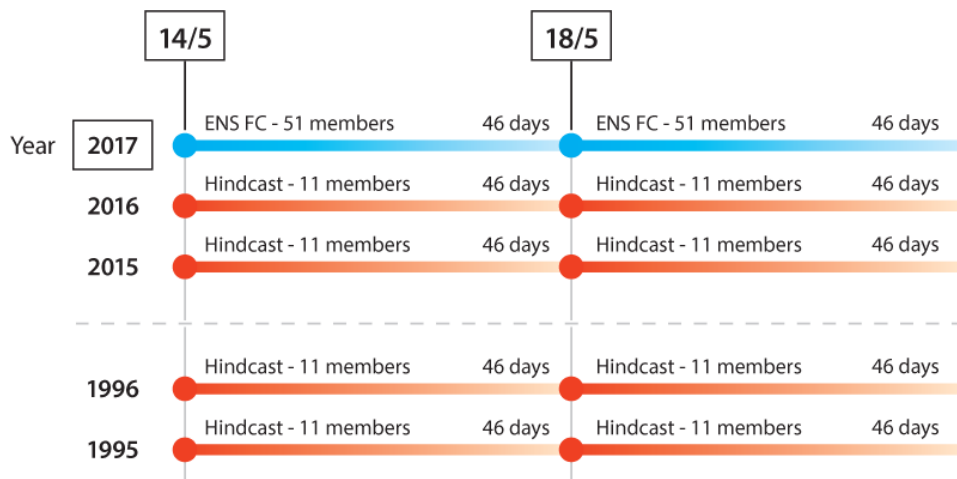 14/5 18/5
ENS FC - 51 members 46 days ENS FC - 51 members 46 days
Year 2017
Hindcast - 11 members 46 days Hindcast - 11 members 46 days
2016
Hindcast - 11 members 46 days Hindcast - 11 members 46 days
2015
Hindcast - 11 members 46 days Hindcast - 11 members 46 days
1996
Hindcast - 11 members 46 days Hindcast - 11 members 46 days
1995